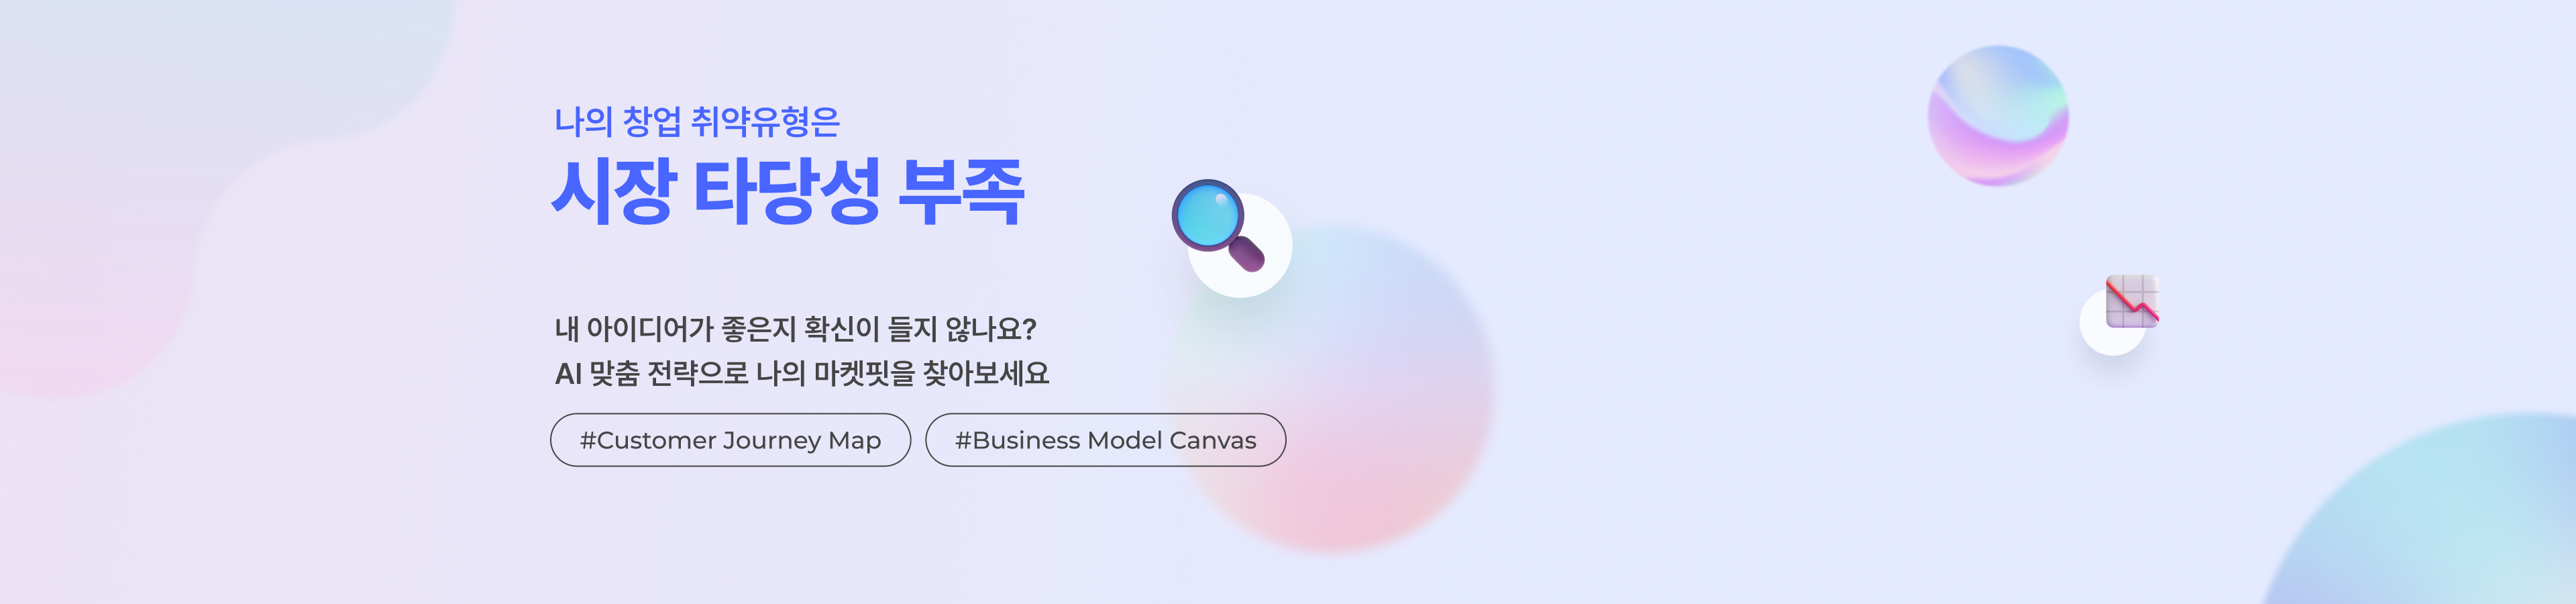 나의 창업 취약유형은
시장 타당성 부족
내 아이디어가 좋은지 확신이 들지 않나요?
AI 맞춤 전략으로 나의 마켓핏을 찾아보세요
#Customer Journey Map #Business Model Canvas